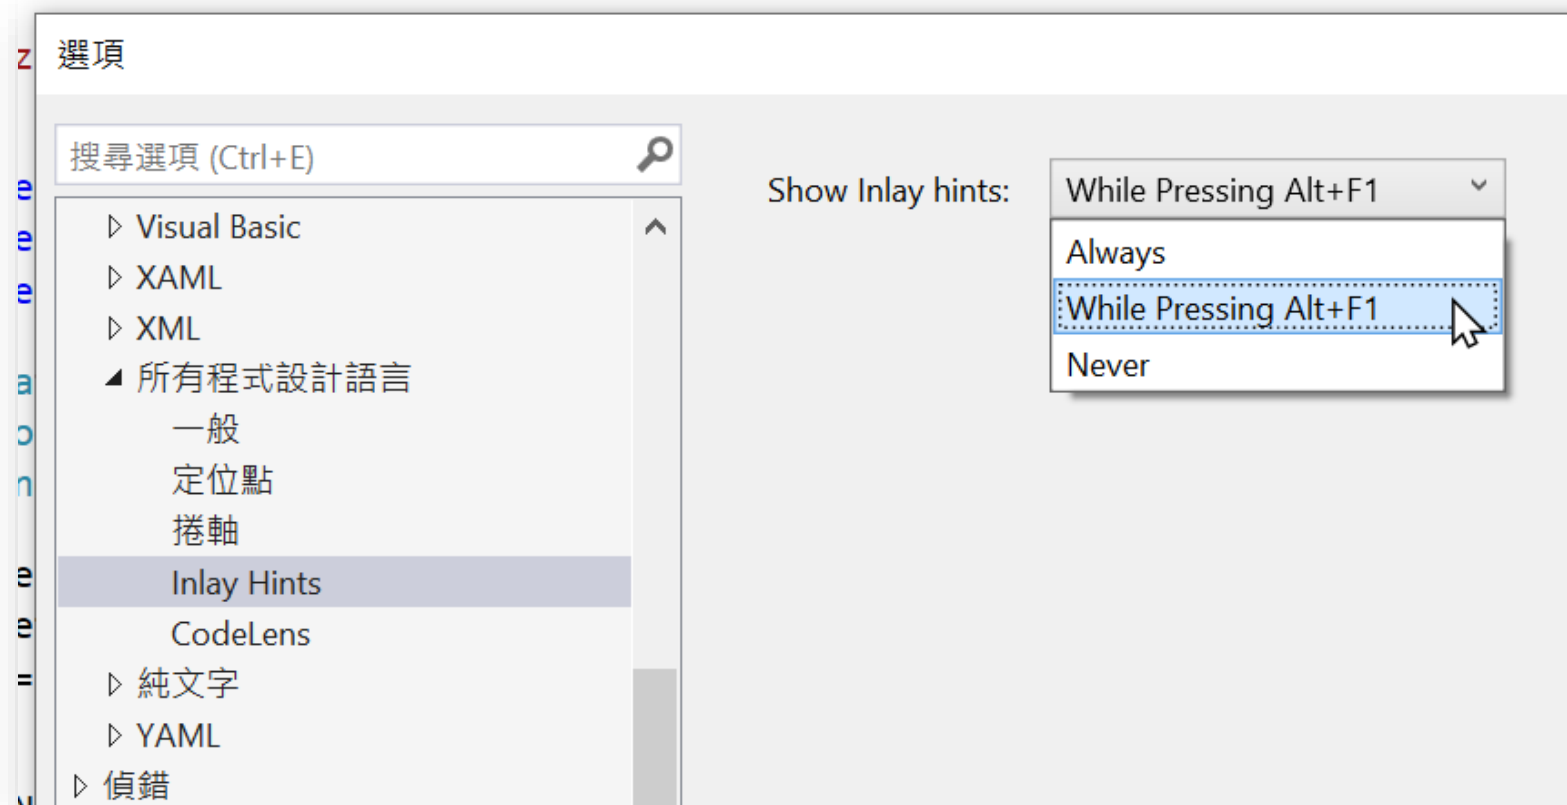 選項
搜尋選項 (Ctrl+E)
Visual Basic
XAML
XML
所有程式設計語言
一般
定位點
捲軸
Inlay Hints
CodeLens
純文字
YAML
偵錯
Show Inlay hints:
While Pressing Alt+F1
Always
While Pressing Alt+F1
Never